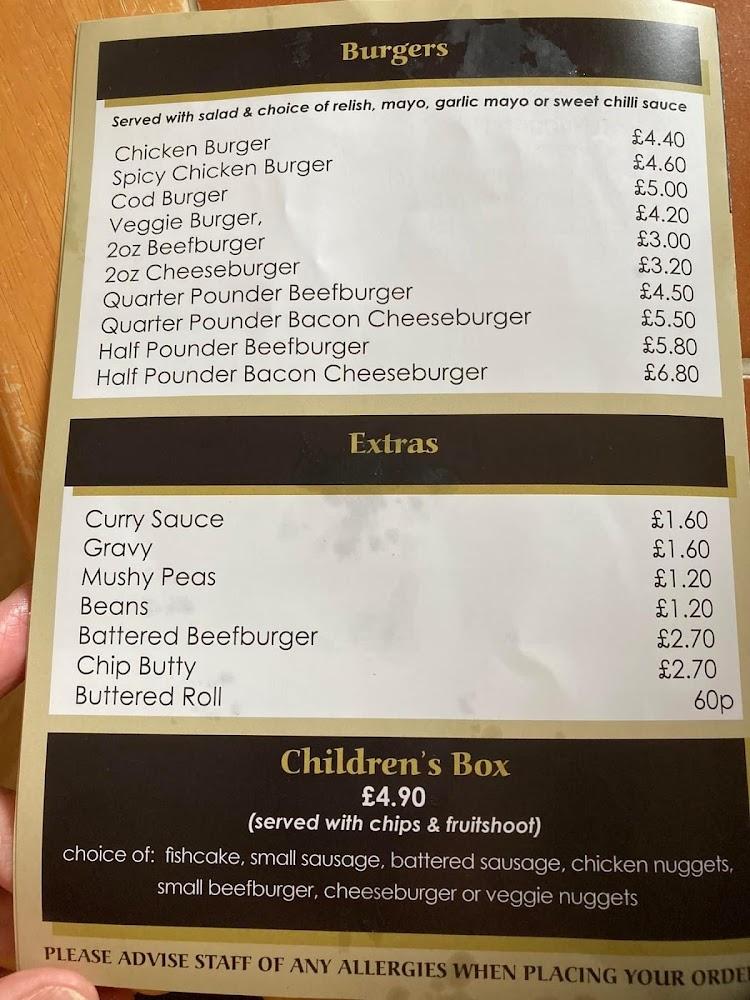 Burgers
Served with salad & choice of relish, mayo, garlic mayo or sweet chilli sauce
Chicken Burger £4.40
Spicy Chicken Burger £4.60
Cod Burger £5.00
Veggie Burger, £4.20
2oz Beefburger £3.00
2oz Cheeseburger £3.20
Quarter Pounder Beefburger £4.50
Quarter Pounder Bacon Cheeseburger £5.50
Half Pounder Beefburger £5.80
Half Pounder Bacon Cheeseburger £6.80
Extras
Curry Sauce £1.60
Gravy £1.60
Mushy Peas £1.20
Beans £1.20
Battered Beefburger £2.70
Chip Butty £2.70
Buttered Roll 60p
Children's Box
£4.90
(served with chips & fruitshoot)
choice of: fishcake, small sausage, battered sausage, chicken nuggets,
small beefburger, cheeseburger or veggie nuggets
PLEASE ADVISE STAFF OF ANY ALLERGIES WHEN PLACING YOUR ORDE